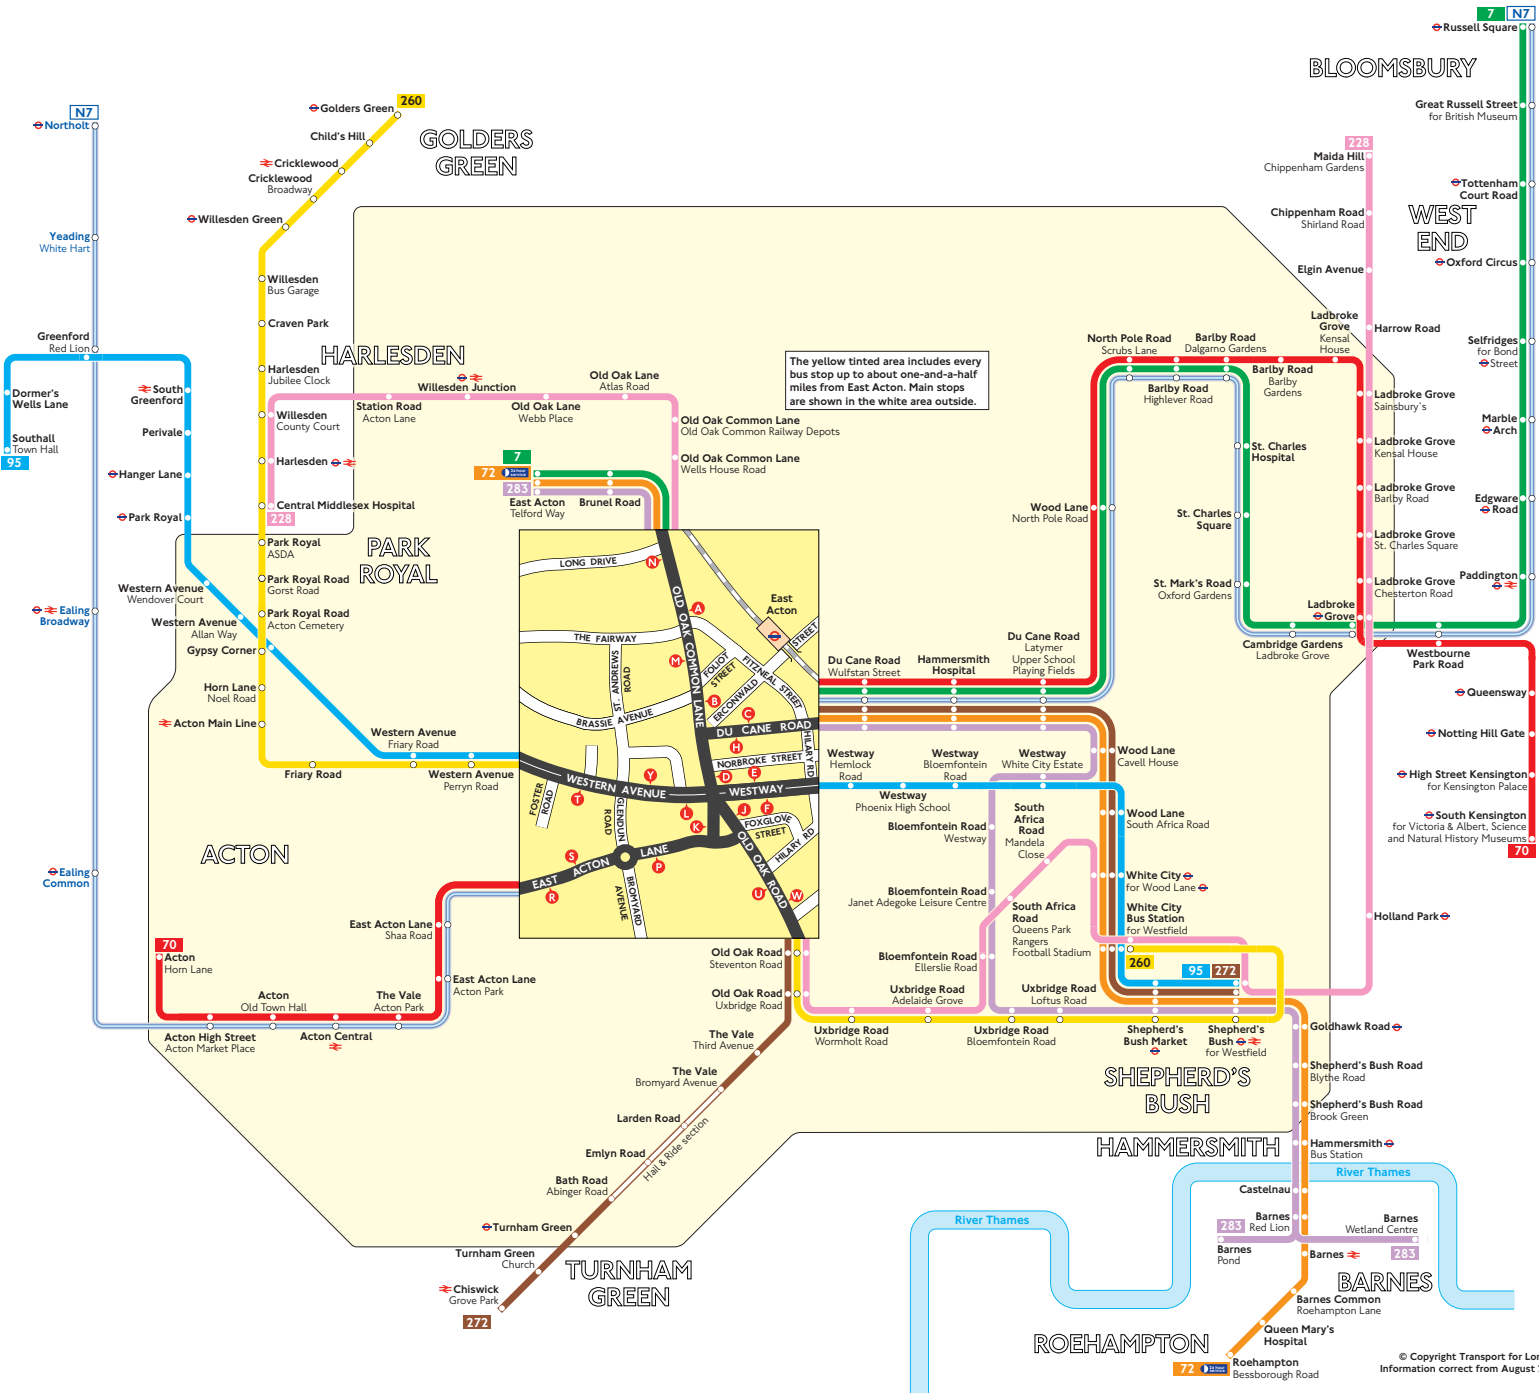 7
N7
Russell Square
BLOOMSBURY
Great Russell Street
for British Museum
Tottenham
Court Road
WEST
END
Oxford Circus
Selfridges
for Bond
Street
Marble
Arch
Edgware
Road
Paddington
N7
Northolt
Yeading
White Hart
Greenford
Red Lion
Dormer's
Wells Lane
Southall
Town Hall
95
South
Greenford
Perivale
Hanger Lane
Park Royal
Ealing
Broadway
Ealing
Common
260
Golders Green
GOLDERS
GREEN
Child's Hill
Cricklewood
Cricklewood
Broadway
Willesden Green
Willesden
Bus Garage
Craven Park
HARLESDEN
Harlesden
Jubilee Clock
Willesden
County Court
Harlesden
Central Middlesex Hospital
228
Station Road
Acton Lane
Willesden Junction
Old Oak Lane
Webb Place
Old Oak Lane
Atlas Road
Old Oak Common Lane
Old Oak Common Railway Depots
Old Oak Common Lane
Wells House Road
7
72
24 hour
service
283
East Acton
Telford Way
Brunel Road
The yellow tinted area includes every
bus stop up to about one-and-a-half
miles from East Acton. Main stops
are shown in the white area outside.
PARK
ROYAL
Park Royal
ASDA
Park Royal Road
Gorst Road
Park Royal Road
Acton Cemetery
Western Avenue
Wendover Court
Western Avenue
Allan Way
Gypsy Corner
Horn Lane
Noel Road
Acton Main Line
Western Avenue
Friary Road
Friary Road
Western Avenue
Perryn Road
ACTON
70
Acton
Horn Lane
Acton High Street
Acton Market Place
Acton
Old Town Hall
Acton Central
The Vale
Acton Park
East Acton Lane
Shaa Road
East Acton Lane
Acton Park
LONG DRIVE
N
OLD OAK COMMON LANE
A
East
Acton
THE FAIRWAY
ST. ANDREWS
ROAD
M
FOLIOT
STREET
FITZNEAL STREET
STREET
ERCONWALD
B
BRASSIE AVENUE
C
DU CANE ROAD
H
HILARY RD
NORBROKE STREET
WESTERN AVENUE
Y
D
E
WESTWAY
FOSTER
ROAD
T
GLENDUN
ROAD
L
K
J
F
FOXGLOVE
STREET
HILARY RD
S
EAST ACTON LANE
P
OLD OAK ROAD
R
BROMYARD
AVENUE
U
W
228
Maida Hill
Chippenham Gardens
Chippenham Road
Shirland Road
Elgin Avenue
Harrow Road
Ladbroke
Grove
Kensal
House
North Pole Road
Scrubs Lane
Barlby Road
Dalgarno Gardens
Barlby Road
Highlever Road
Barlby Road
Barlby
Gardens
St. Charles
Hospital
St. Charles
Square
St. Mark's Road
Oxford Gardens
Wood Lane
North Pole Road
Ladbroke Grove
Sainsbury's
Ladbroke Grove
Kensal House
Ladbroke Grove
Barlby Road
Ladbroke Grove
St. Charles Square
Ladbroke Grove
Chesterton Road
Ladbroke
Grove
Cambridge Gardens
Ladbroke Grove
Westbourne
Park Road
Queensway
Notting Hill Gate
High Street Kensington
for Kensington Palace
South Kensington
for Victoria & Albert, Science
and Natural History Museums
70
Holland Park
Du Cane Road
Wulfstan Street
Hammersmith
Hospital
Du Cane Road
Latymer
Upper School
Playing Fields
Westway
Hemlock
Road
Westway
Bloemfontein
Road
Westway
White City Estate
Westway
Phoenix High School
Wood Lane
Cavell House
Wood Lane
South Africa Road
Bloemfontein Road
Westway
South
Africa
Road
Mandela
Close
Bloemfontein Road
Janet Adegoke Leisure Centre
South Africa
Road
Queens Park
Rangers
Football Stadium
Bloemfontein Road
Ellerslie Road
White City
for Wood Lane
White City
Bus Station
for Westfield
260
95
272
Old Oak Road
Steventon Road
Old Oak Road
Uxbridge Road
Uxbridge Road
Adelaide Grove
Uxbridge Road
Loftus Road
Uxbridge Road
Wormholt Road
Uxbridge Road
Bloemfontein Road
Shepherd's
Bush Market
Shepherd's
Bush
for Westfield
SHEPHERD'S
BUSH
The Vale
Third Avenue
The Vale
Bromyard Avenue
Larden Road
Hail & Ride section
Emlyn Road
Bath Road
Abinger Road
Turnham Green
Turnham Green
Church
TURNHAM
GREEN
Chiswick
Grove Park
272
Goldhawk Road
Shepherd's Bush Road
Blythe Road
Shepherd's Bush Road
Brook Green
HAMMERSMITH
Hammersmith
Bus Station
River Thames
River Thames
Castelnau
Barnes
Red Lion
283
Barnes
Pond
Barnes
Wetland Centre
283
Barnes
BARNES
Barnes Common
Roehampton Lane
Queen Mary's
Hospital
ROEHAMPTON
72
24 hour
service
Roehampton
Bessborough Road
© Copyright Transport for Lon
Information correct from August